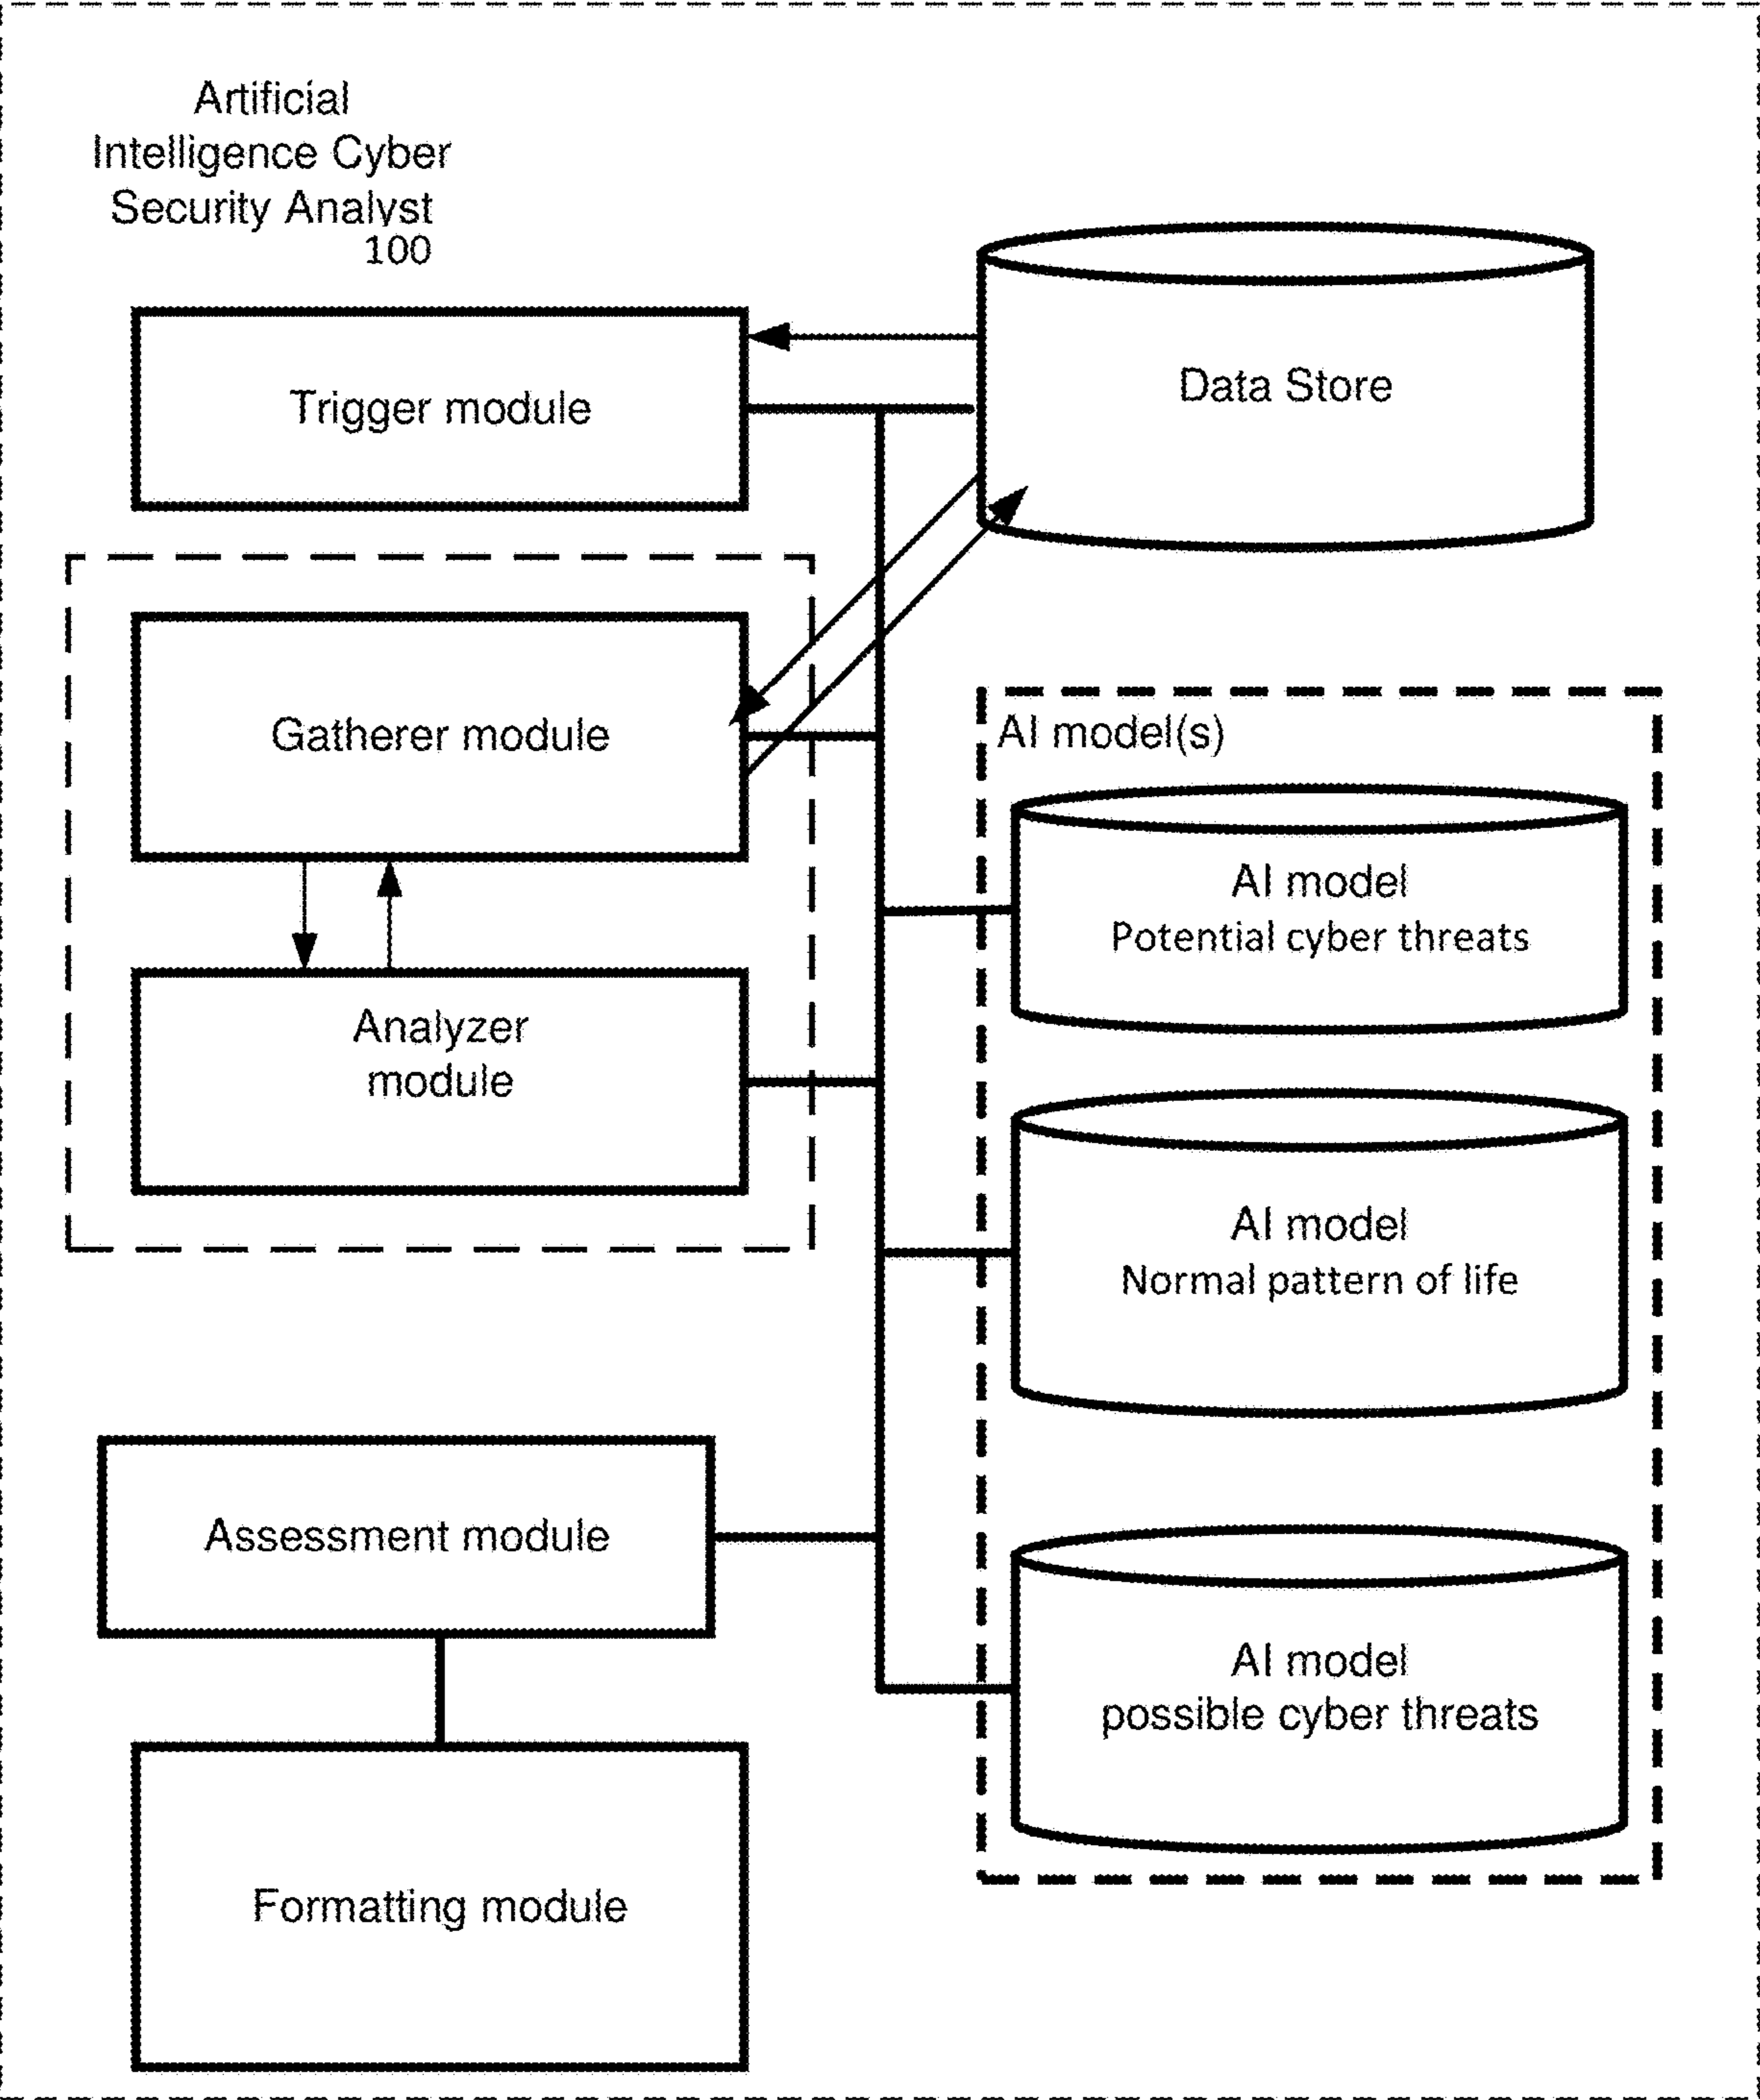 Artificial
Intelligence Cyber
Security Analyst
100
Trigger module
Data Store
Gatherer module
AI model(s)
AI model
Potential cyber threats
Analyzer
module
AI model
Normal pattern of life
Assessment module
AI model
possible cyber threats
Formatting module